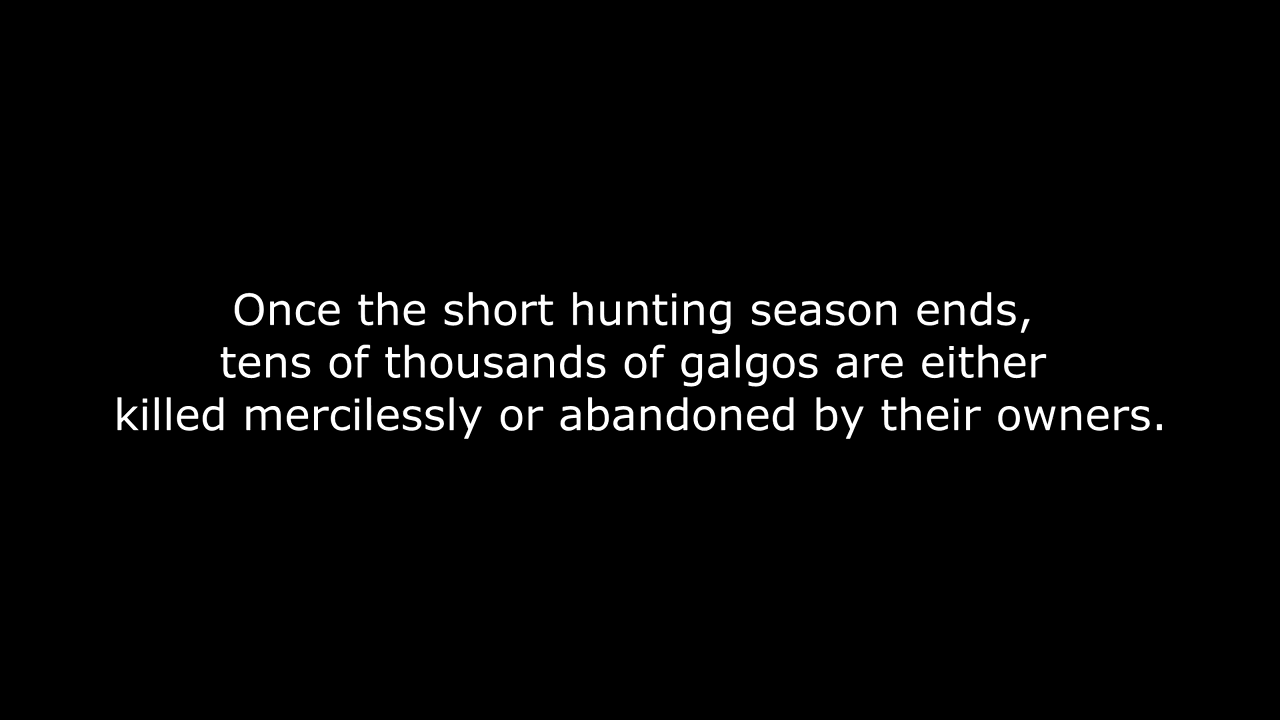 Once the short hunting season ends,
tens of thousands of galgos are either
killed mercilessly or abandoned by their owners.